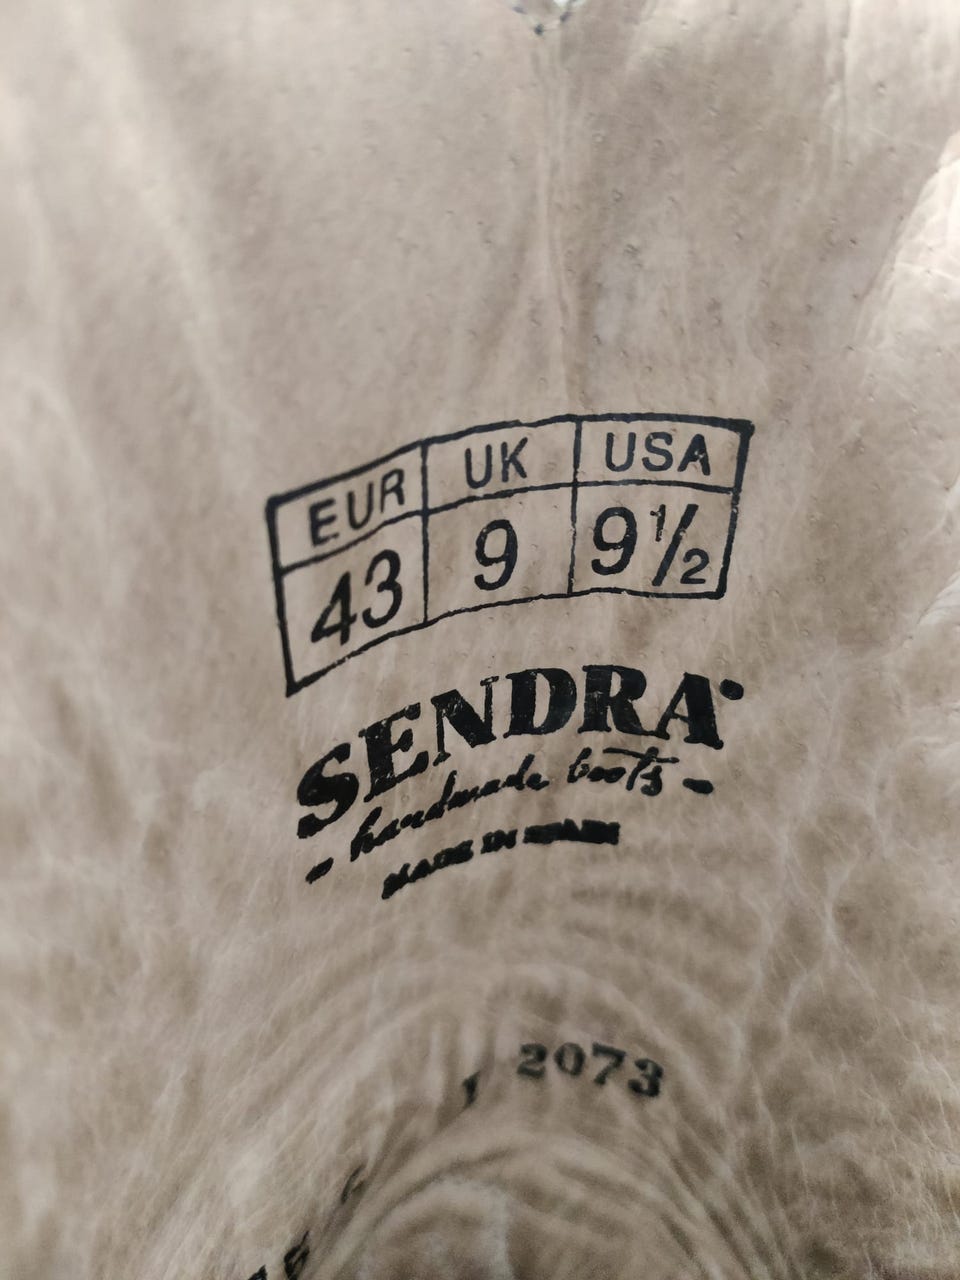 EUR UK USA
43 9 9½
SENDRA
- handmade boots -
MADE IN SPAIN
2073